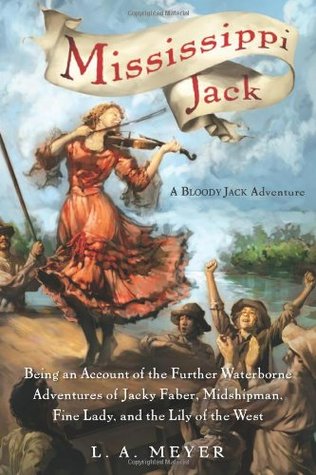 Mississippi
Jack
A BLOODY JACK Adventure
Being an Account of the Further Waterborne
Adventures of Jacky Faber, Midshipman,
Fine Lady, and the Lily of the West
L. A. MEYER